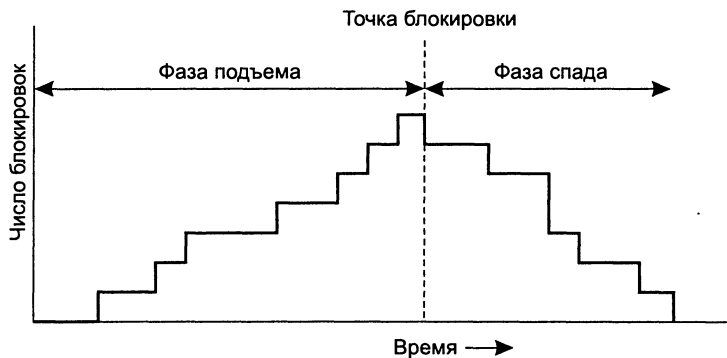 Точка блокировки
Фаза подъема
Фаза спада
Число блокировок
Время